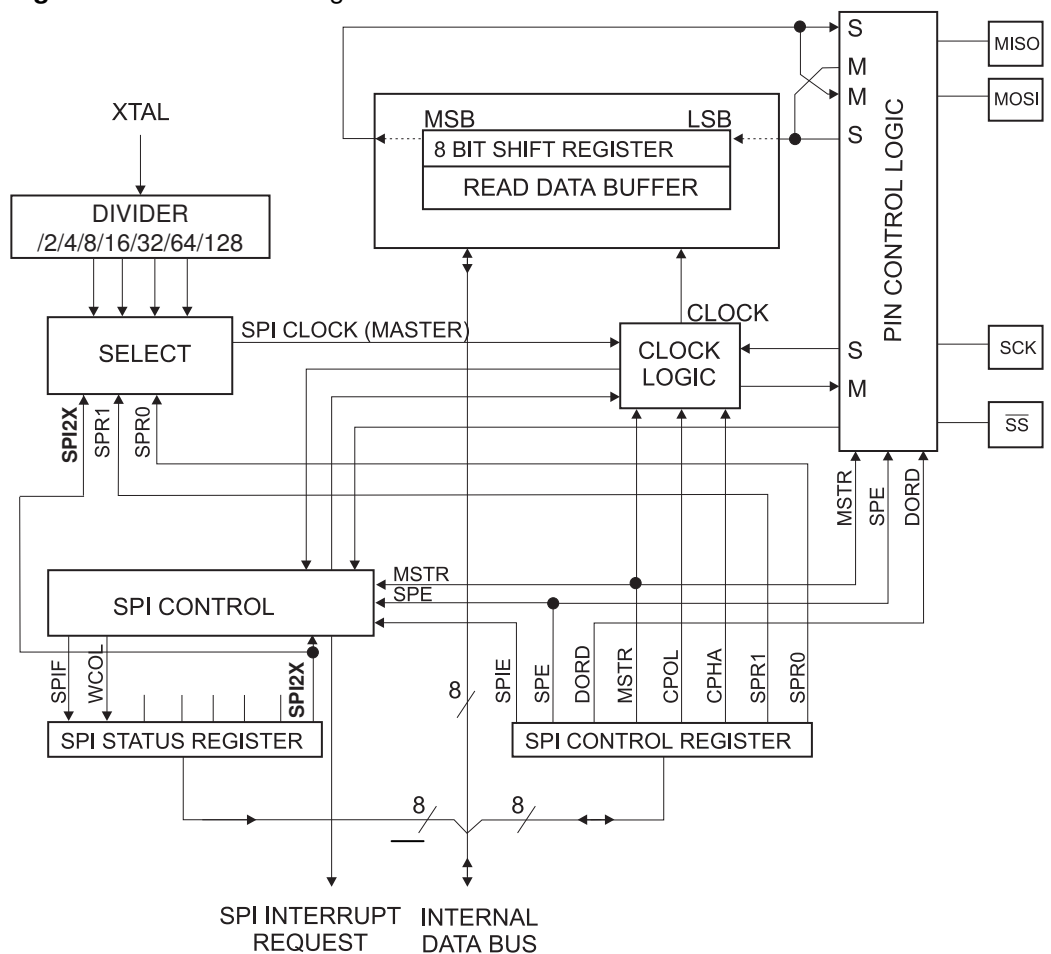 S
MISO
M
M
MOSI
XTAL
MSB
LSB
S
8 BIT SHIFT REGISTER
READ DATA BUFFER
DIVIDER
/2/4/8/16/32/64/128
PIN CONTROL LOGIC
CLOCK
SPI CLOCK (MASTER)
SELECT
CLOCK
LOGIC
S
SCK
M
SPI2X
SPR1
SPR0
SS
MSTR
SPE
DORD
MSTR
SPE
SPI CONTROL
SPIF
WCOL
SPI2X
8
SPIE
SPE
DORD
MSTR
CPOL
CPHA
SPR1
SPR0
SPI STATUS REGISTER
SPI CONTROL REGISTER
8
8
SPI INTERRUPT
REQUEST
INTERNAL
DATA BUS